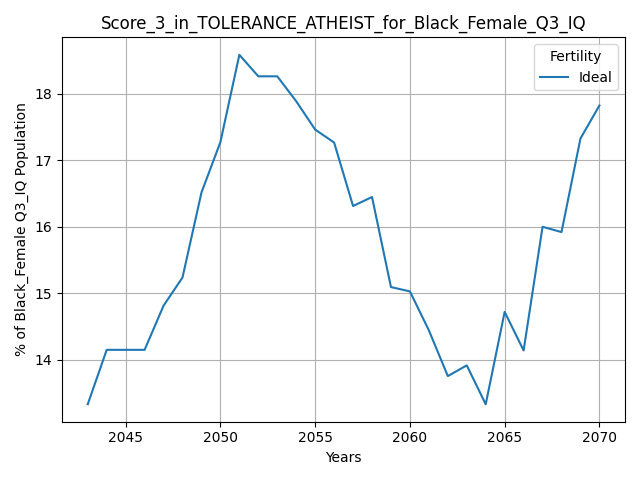 Score_3_in_TOLERANCE_ATHEIST_for_Black_Female_Q3_IQ
Fertility
Ideal
% of Black_Female Q3_IQ Population
18
17
16
15
14
2045
2050
2055
2060
2065
2070
Years